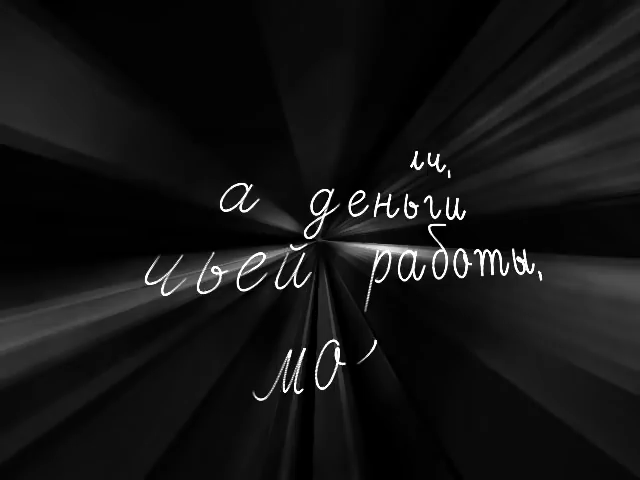 ич,
а деньги
чьей работы,
мо